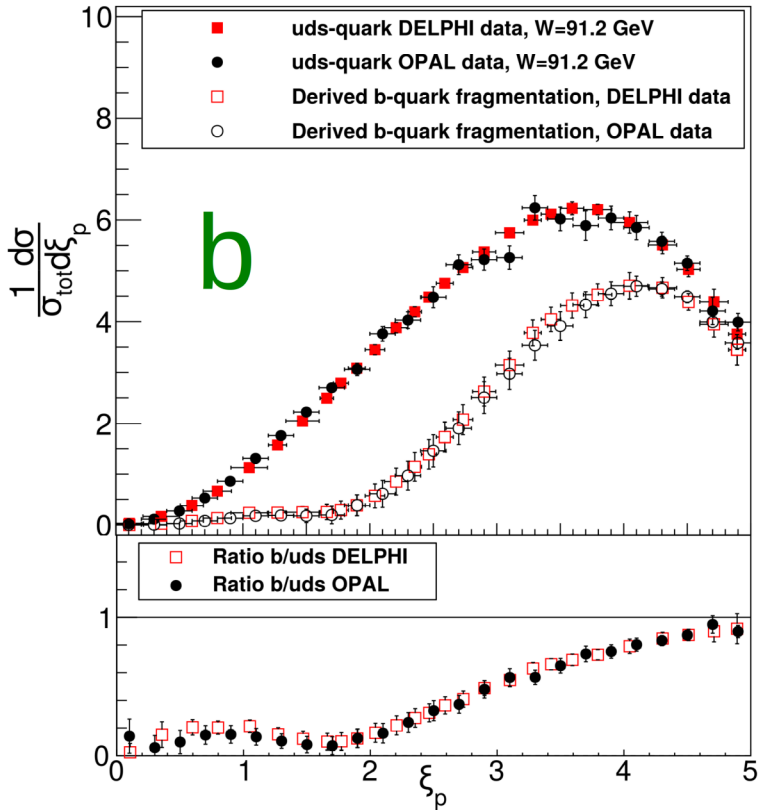 10
8
6
4
2
0
uds-quark DELPHI data, W=91.2 GeV
uds-quark OPAL data, W=91.2 GeV
Derived b-quark fragmentation, DELPHI data
Derived b-quark fragmentation, OPAL data
b
1 dσ
σtot dξp
Ratio b/uds DELPHI
Ratio b/uds OPAL
1
0
0 1 2 3 4 5
ξp